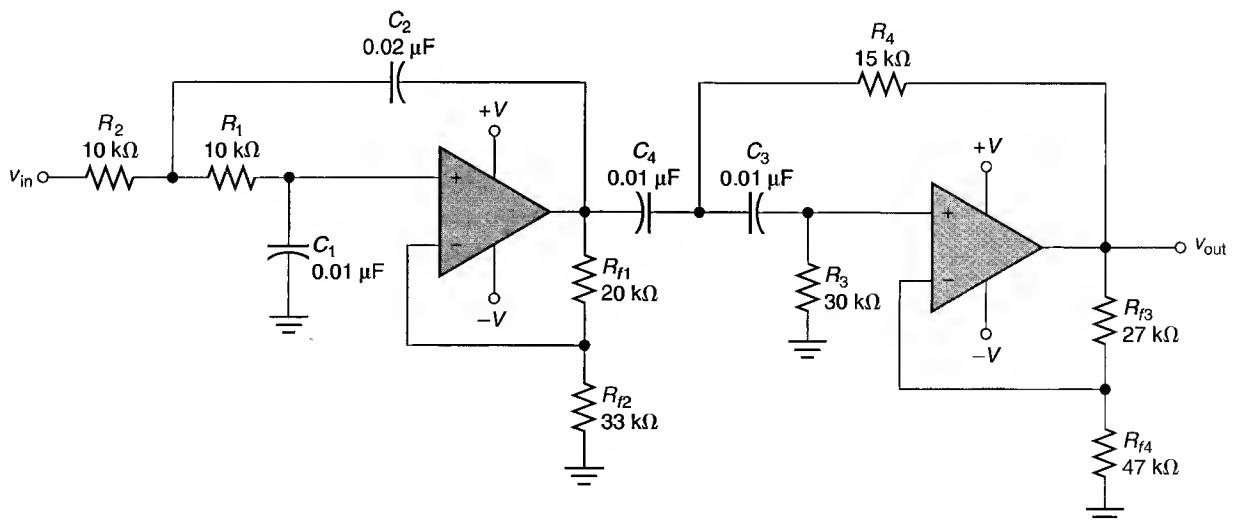 C2
0.02 µF
R4
15 kΩ
+V
R2
10 kΩ
R1
10 kΩ
C4
0.01 µF
C3
0.01 µF
+V
vin
+
−
+
−
vout
C1
0.01 µF
Rf1
20 kΩ
R3
30 kΩ
Rf3
27 kΩ
−V
−V
Rf2
33 kΩ
Rf4
47 kΩ